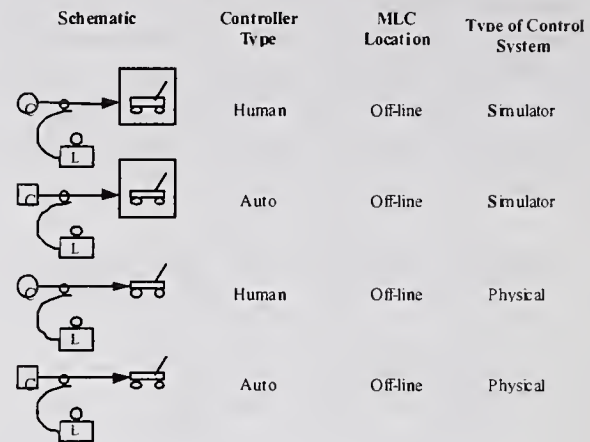 Schematic Controller Type MLC Location Type of Control System
C L Human Off-line Simulator
C L Auto Off-line Simulator
C L Human Off-line Physical
C L Auto Off-line Physical